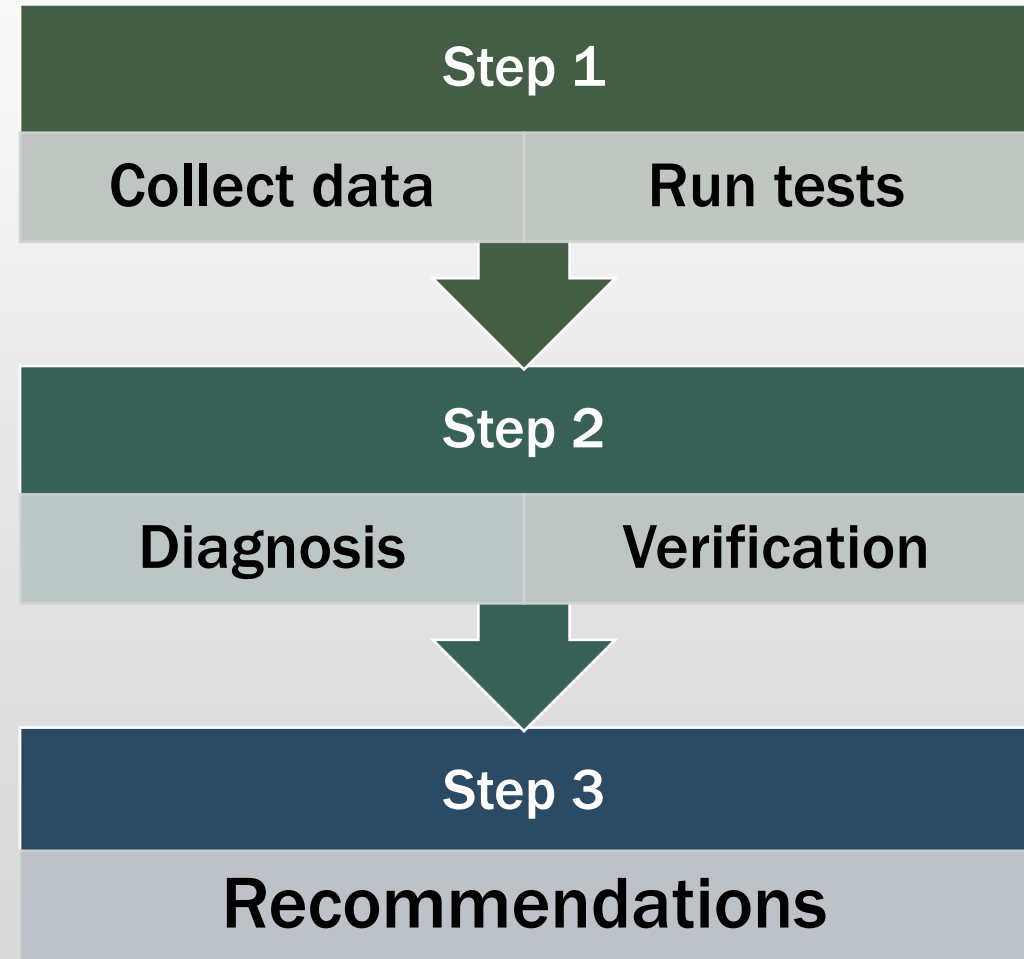 Step 1
Collect data
Run tests
Step 2
Diagnosis
Verification
Step 3
Recommendations